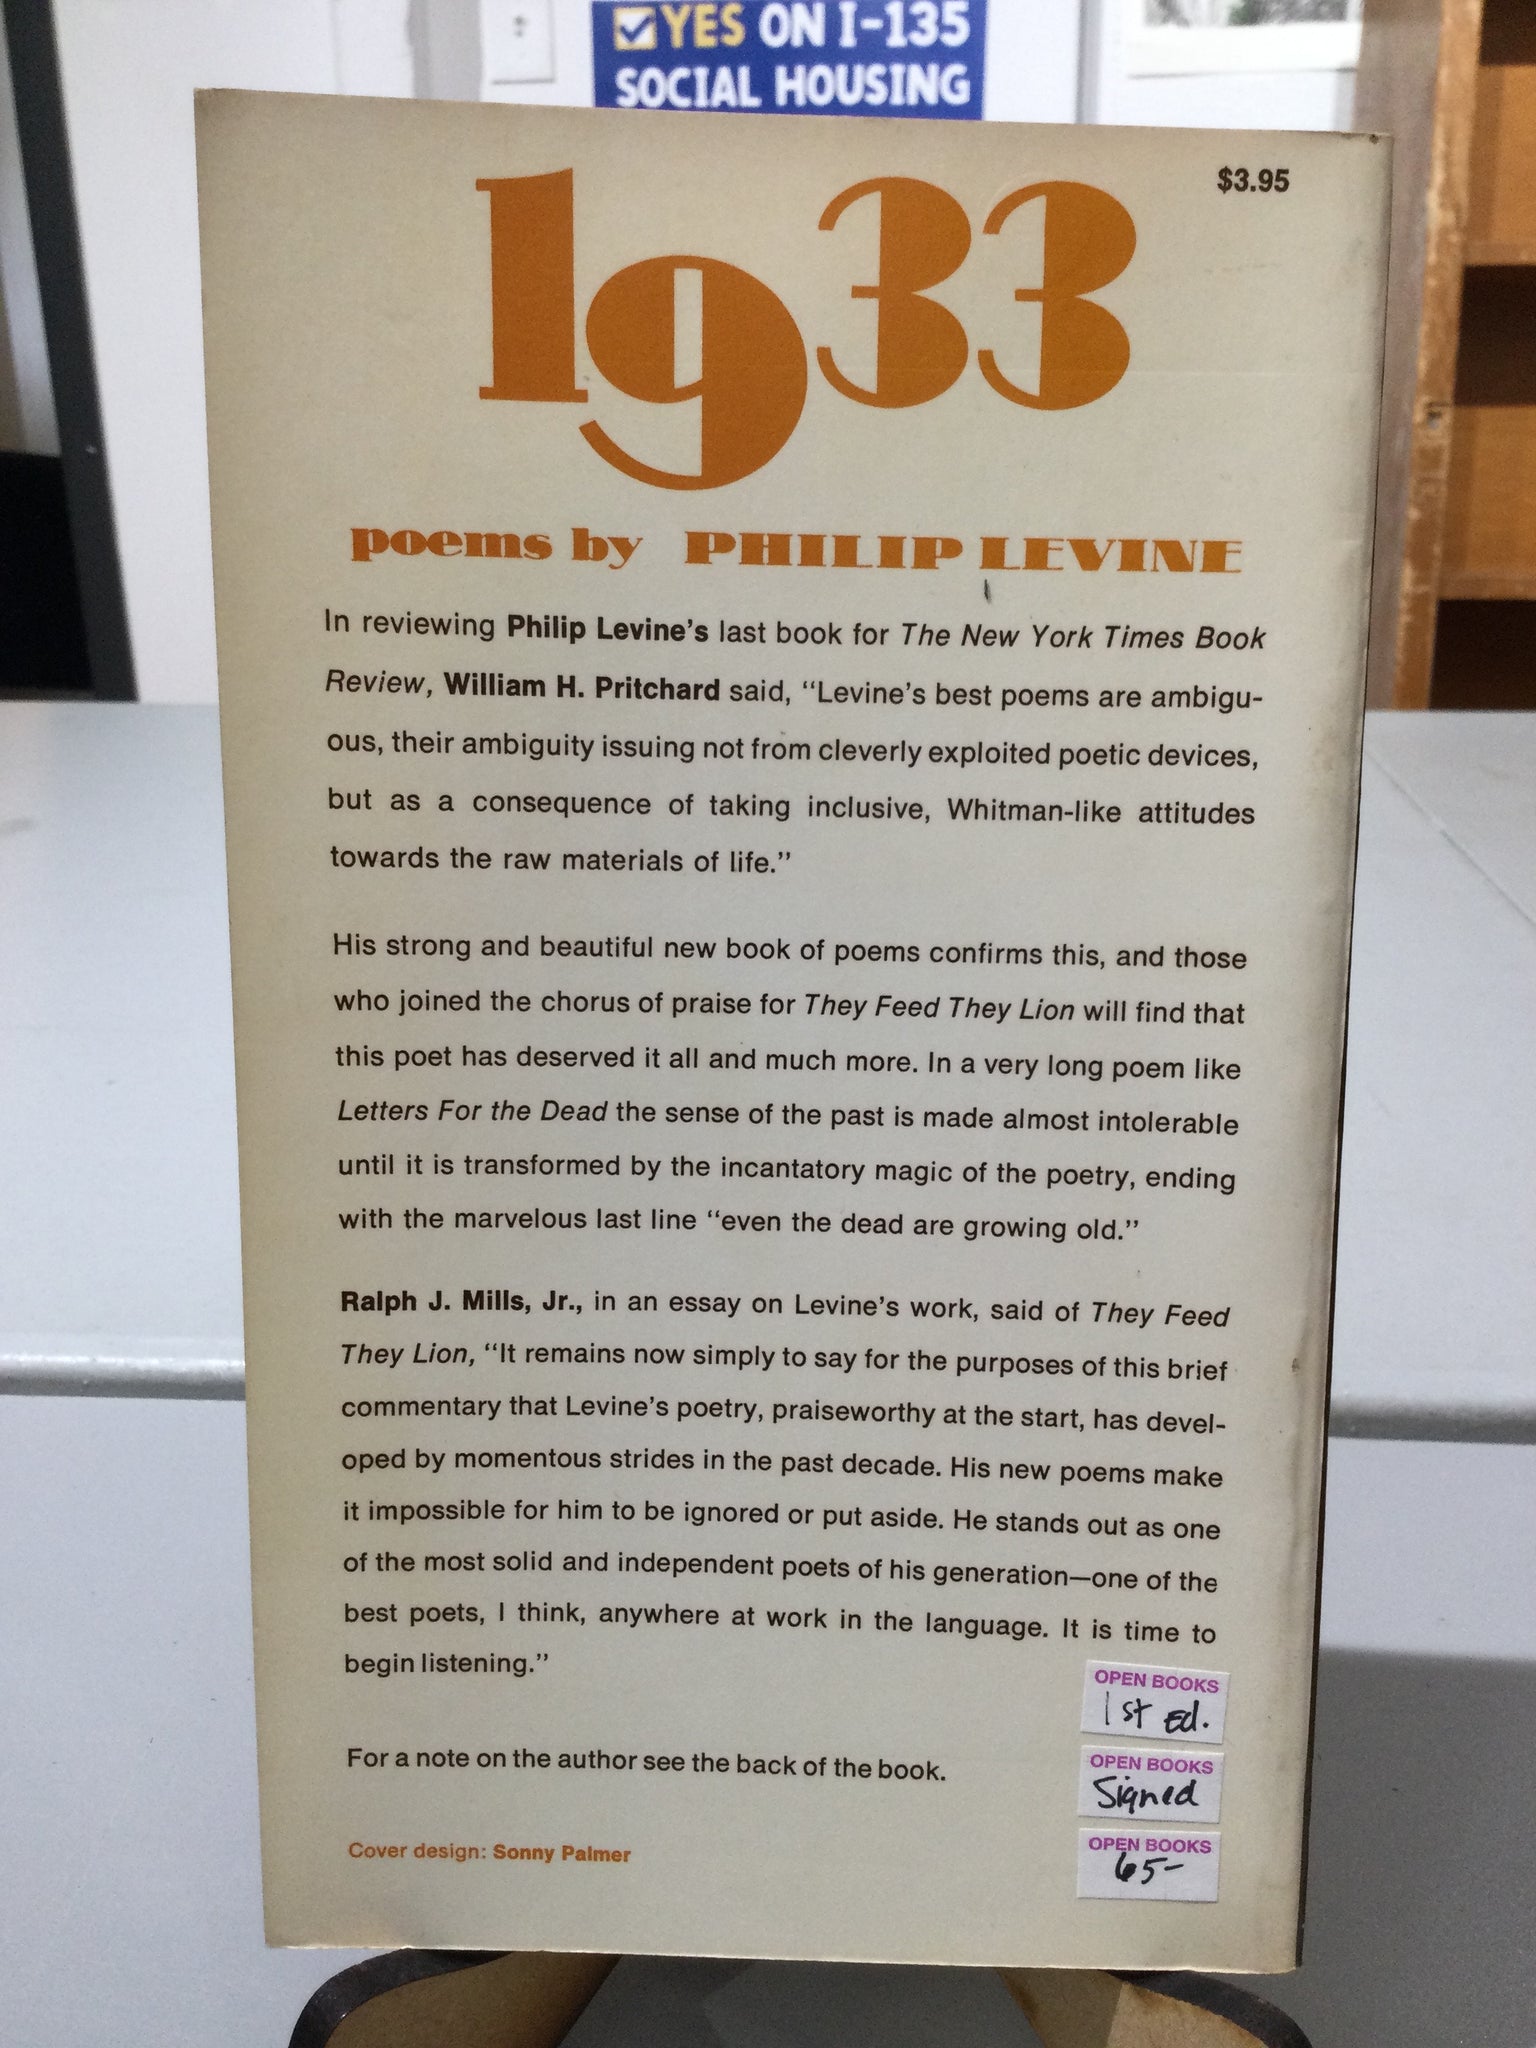 YES ON I-135
SOCIAL HOUSING
$3.95
1933
poems by PHILIP LEVINE
In reviewing Philip Levine's last book for The New York Times Book
Review, William H. Pritchard said, "Levine's best poems are ambigu-
ous, their ambiguity issuing not from cleverly exploited poetic devices,
but as a consequence of taking inclusive, Whitman-like attitudes
towards the raw materials of life."
His strong and beautiful new book of poems confirms this, and those
who joined the chorus of praise for They Feed They Lion will find that
this poet has deserved it all and much more. In a very long poem like
Letters For the Dead the sense of the past is made almost intolerable
until it is transformed by the incantatory magic of the poetry, ending
with the marvelous last line "even the dead are growing old."
Ralph J. Mills, Jr., in an essay on Levine's work, said of They Feed
They Lion, "It remains now simply to say for the purposes of this brief
commentary that Levine's poetry, praiseworthy at the start, has devel-
oped by momentous strides in the past decade. His new poems make
it impossible for him to be ignored or put aside. He stands out as one
of the most solid and independent poets of his generation—one of the
best poets, I think, anywhere at work in the language. It is time to
begin listening."
For a note on the author see the back of the book.
Cover design: Sonny Palmer
OPEN BOOKS
1st Ed.
OPEN BOOKS
Signed
OPEN BOOKS
65-